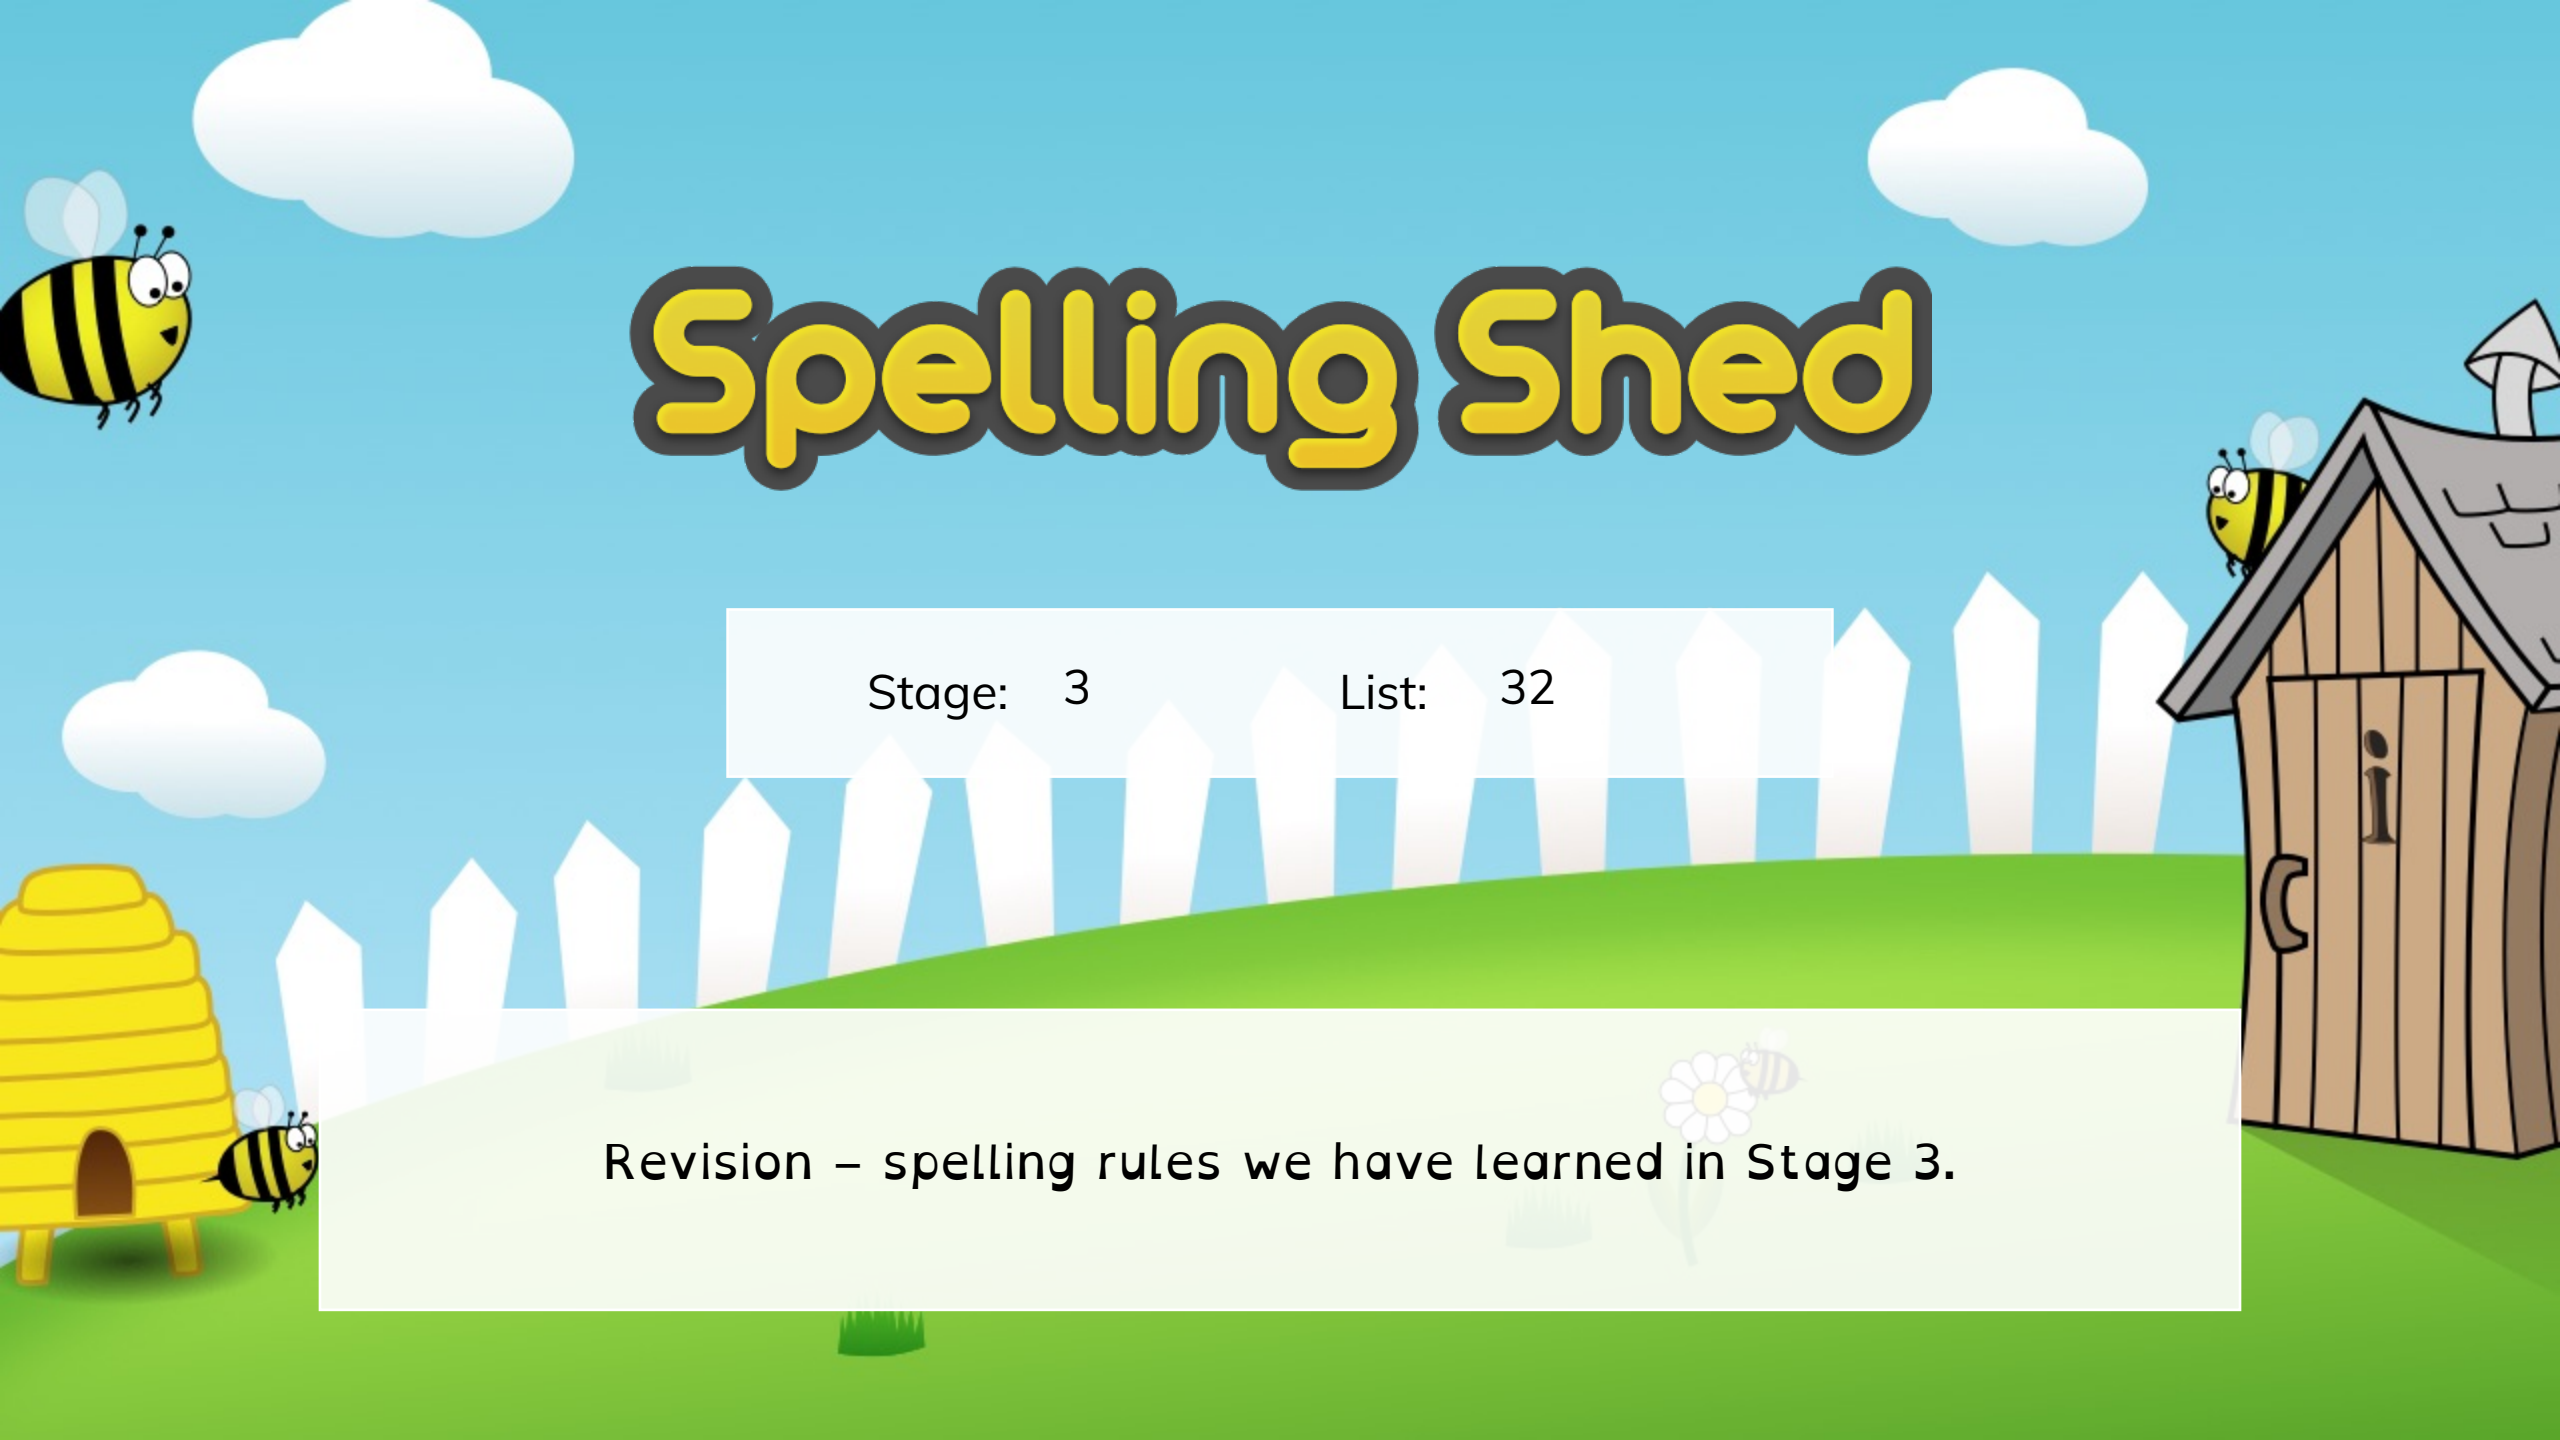 Spelling Shed
Stage: 3 List: 32
i
Revision – spelling rules we have learned in Stage 3.